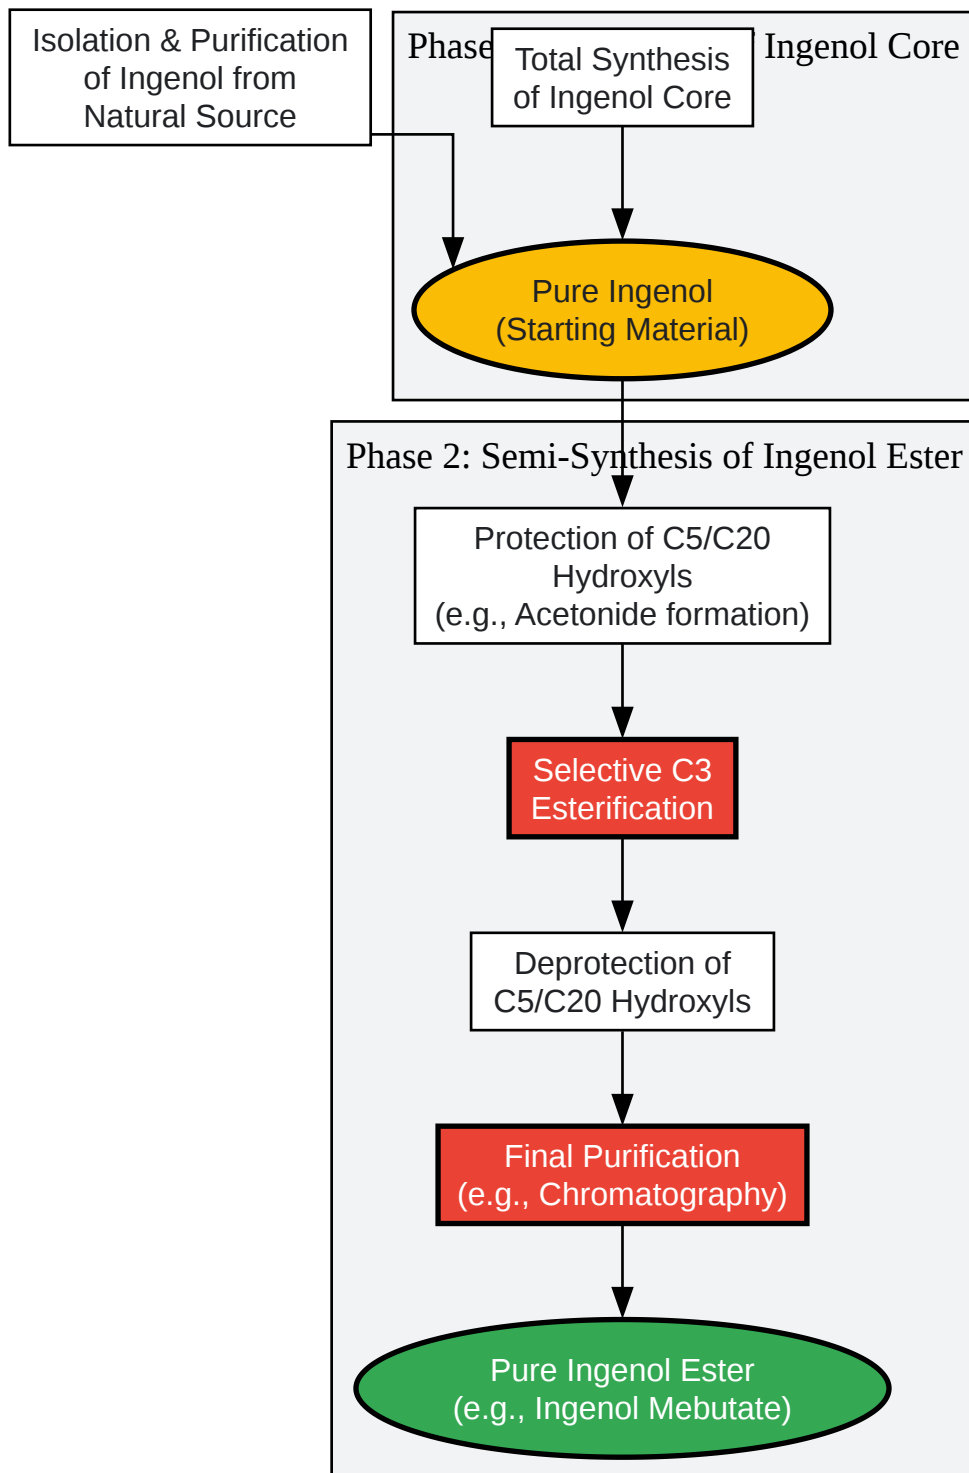 Isolation & Purification
of Ingenol from
Natural Source
Phase
Ingenol Core
Total Synthesis
of Ingenol Core
Pure Ingenol
(Starting Material)
Phase 2: Semi-Synthesis of Ingenol Ester
Protection of C5/C20
Hydroxyls
(e.g., Acetonide formation)
Selective C3
Esterification
Deprotection of
C5/C20 Hydroxyls
Final Purification
(e.g., Chromatography)
Pure Ingenol Ester
(e.g., Ingenol Mebutate)